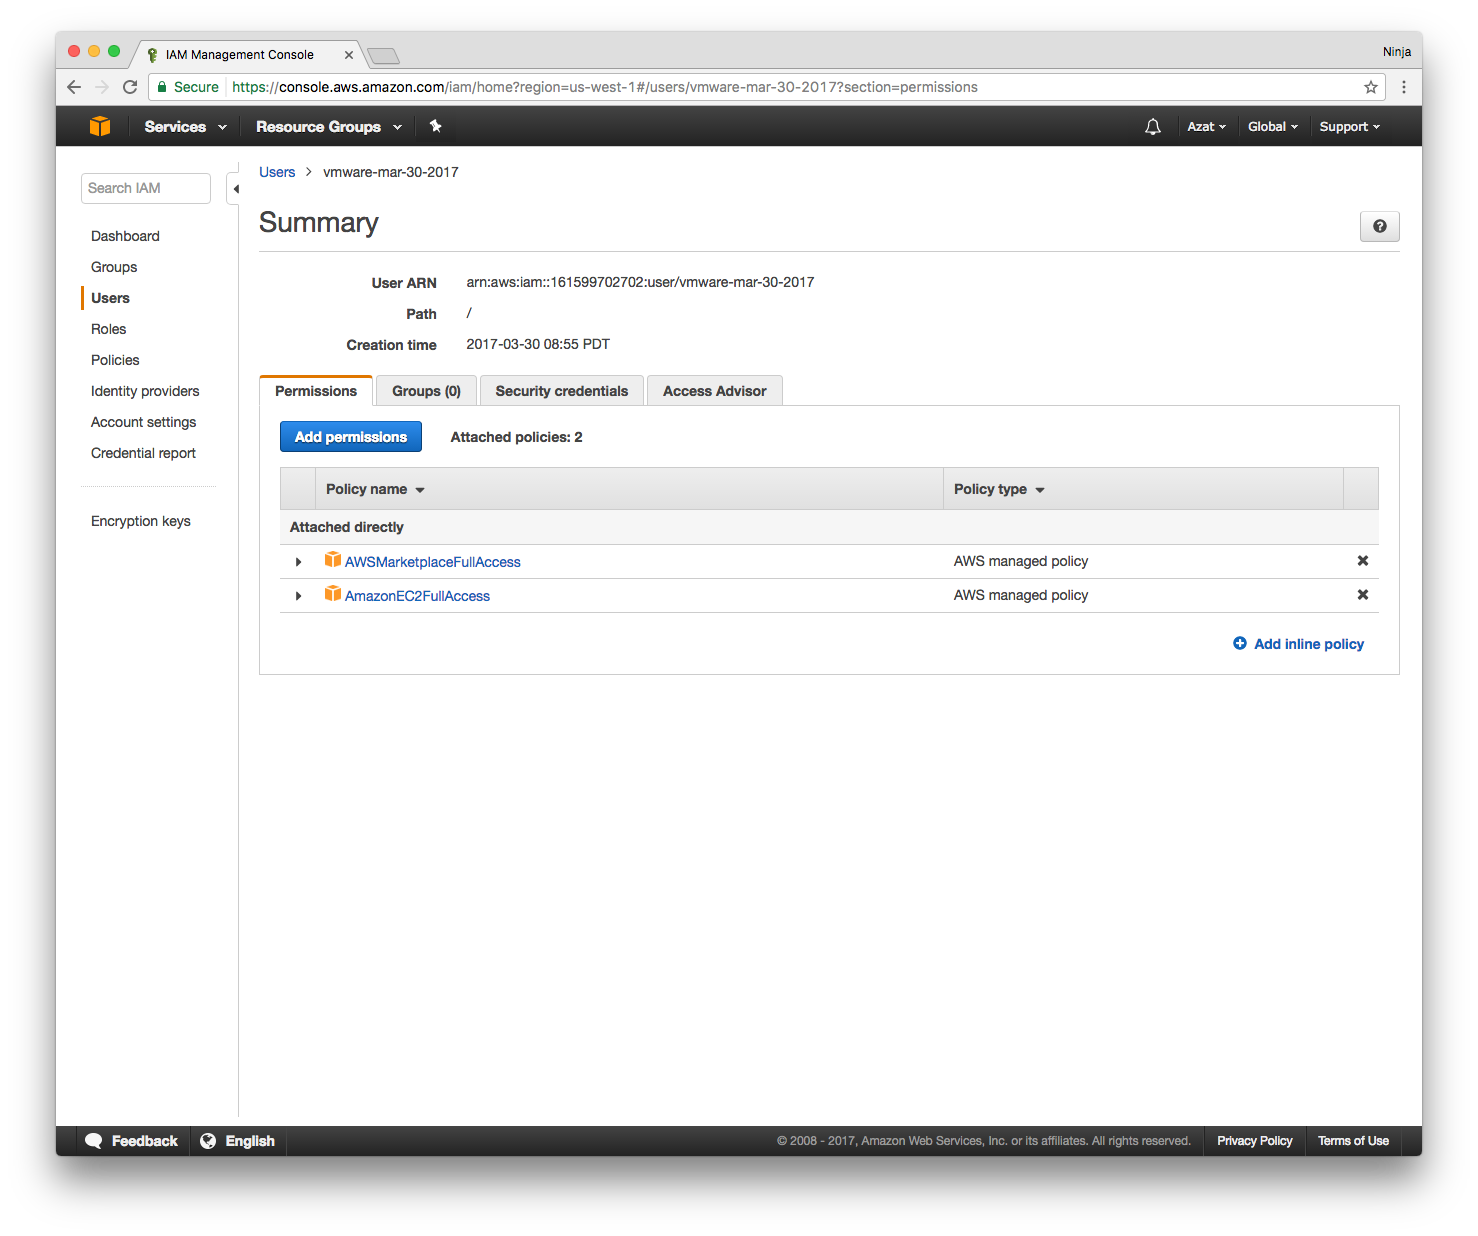 IAM Management Console
Ninja
Secure https://console.aws.amazon.com/iam/home?region=us-west-1#/users/vmware-mar-30-2017?section=permissions
Services Resource Groups Azat Global Support
Search IAM
Dashboard
Groups
Users
Roles
Policies
Identity providers
Account settings
Credential report
Encryption keys
Users > vmware-mar-30-2017
Summary
User ARN arn:aws:iam::161599702702:user/vmware-mar-30-2017
Path /
Creation time 2017-03-30 08:55 PDT
Permissions Groups (0) Security credentials Access Advisor
Add permissions Attached policies: 2
Policy name Policy type
Attached directly
AWSMarketplaceFullAccess AWS managed policy
AmazonEC2FullAccess AWS managed policy
Add inline policy
Feedback English © 2008 - 2017, Amazon Web Services, Inc. or its affiliates. All rights reserved. Privacy Policy Terms of Use